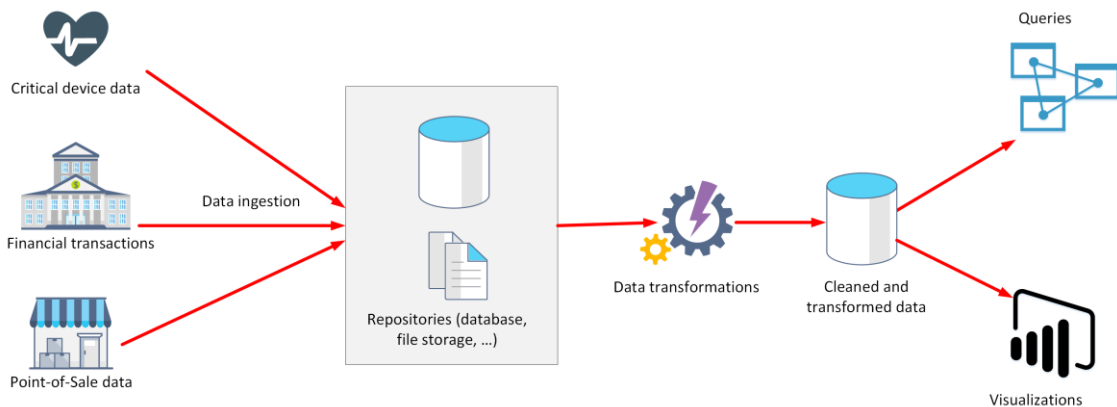 Queries
Critical device data
Data ingestion
Financial transactions
$
Repositories (database,
file storage, ...)
Data transformations
Cleaned and
transformed data
Point-of-Sale data
Visualizations